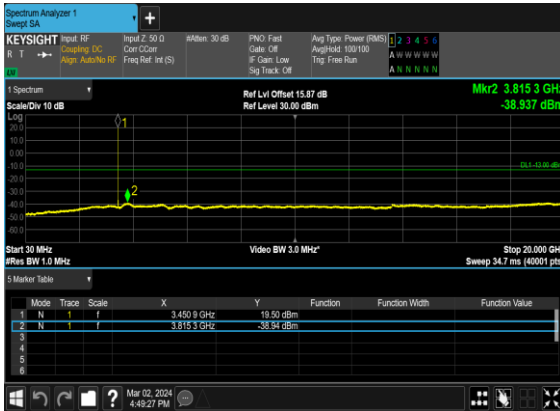 Spectrum Analyzer 1
Swept SA
+
KEYSIGHT Input: RF Input Z: 50 Ω #Atten: 30 dB PNO: Fast Avg Type: Power (RMS) 1 2 3 4 5 6
R T Coupling: DC Corr CCorr Gate: Off Avg|Hold: 100/100 A W W W W W
Align: Auto/No RF Freq Ref: Int (S) IF Gain: Low Trig: Free Run
LXI Sig Track: Off A N N N N N
1 Spectrum Ref Lvl Offset 15.87 dB Mkr2 3.815 3 GHz
Scale/Div 10 dB Ref Level 30.00 dBm -38.937 dBm
Log
20.0
10.0
0.00
-10.0
-20.0
-30.0
-40.0
-50.0
-60.0
1
2
DL1 -13.00 dBm
Start 30 MHz Video BW 3.0 MHz* Stop 20.000 GHz
#Res BW 1.0 MHz Sweep 34.7 ms (40001 pts)
5 Marker Table
Mode Trace Scale X Y Function Function Width Function Value
1 N 1 f 3.450 9 GHz 19.50 dBm
2 N 1 f 3.815 3 GHz -38.94 dBm
3
4
5
6
? Mar 02, 2024
4:49:27 PM